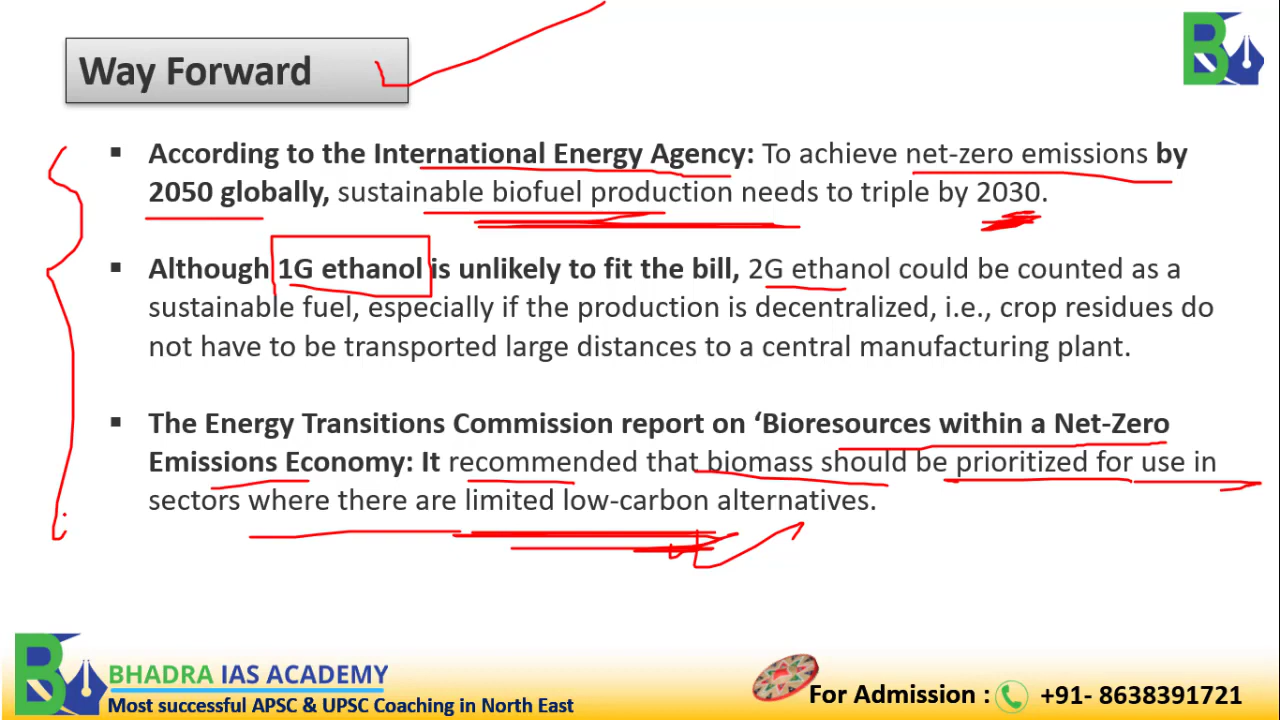 Way Forward
▪ According to the International Energy Agency: To achieve net-zero emissions by
2050 globally, sustainable biofuel production needs to triple by 2030.
▪ Although 1G ethanol is unlikely to fit the bill, 2G ethanol could be counted as a
sustainable fuel, especially if the production is decentralized, i.e., crop residues do
not have to be transported large distances to a central manufacturing plant.
▪ The Energy Transitions Commission report on ‘Bioresources within a Net-Zero
Emissions Economy: It recommended that biomass should be prioritized for use in
sectors where there are limited low-carbon alternatives.
BHADRA IAS ACADEMY
Most successful APSC & UPSC Coaching in North East
For Admission : +91- 8638391721